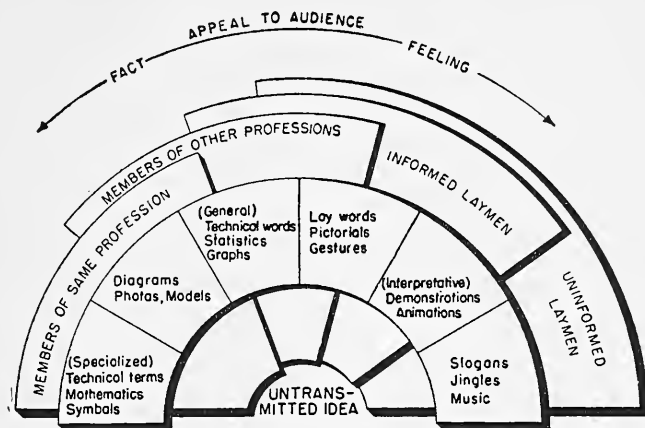 APPEAL TO AUDIENCE
FACT
FEELING
MEMBERS OF SAME PROFESSION
MEMBERS OF OTHER PROFESSIONS
INFORMED LAYMEN
UNINFORMED
LAYMEN
(Specialized)
Technical terms
Mathematics
Symbols
Diagrams
Photas, Models
(General)
Technical words
Statistics
Graphs
Lay words
Pictorials
Gestures
(Interpretative)
Demonstrations
Animations
Slogans
Jingles
Music
UNTRANS-
MITTED IDEA